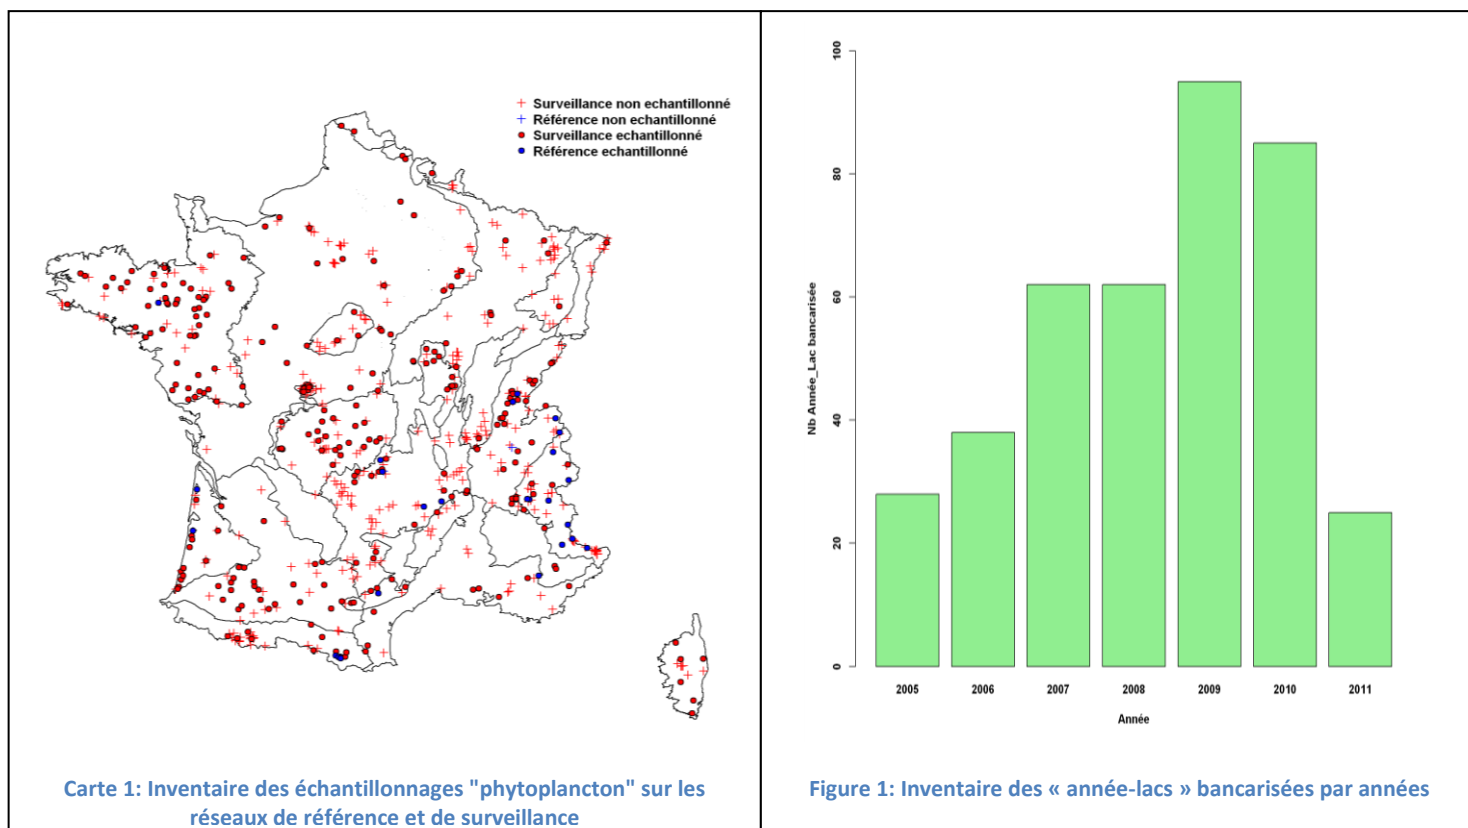 Surveillance non echantillonné
Référence non echantillonné
Surveillance echantillonné
Référence echantillonné
Carte 1: Inventaire des échantillonnages "phytoplancton" sur les
réseaux de référence et de surveillance
100
80
60
40
20
0
Nb Année_Lac bancarisée
2005 2006 2007 2008 2009 2010 2011
Année
Figure 1: Inventaire des « année-lacs » bancarisées par années